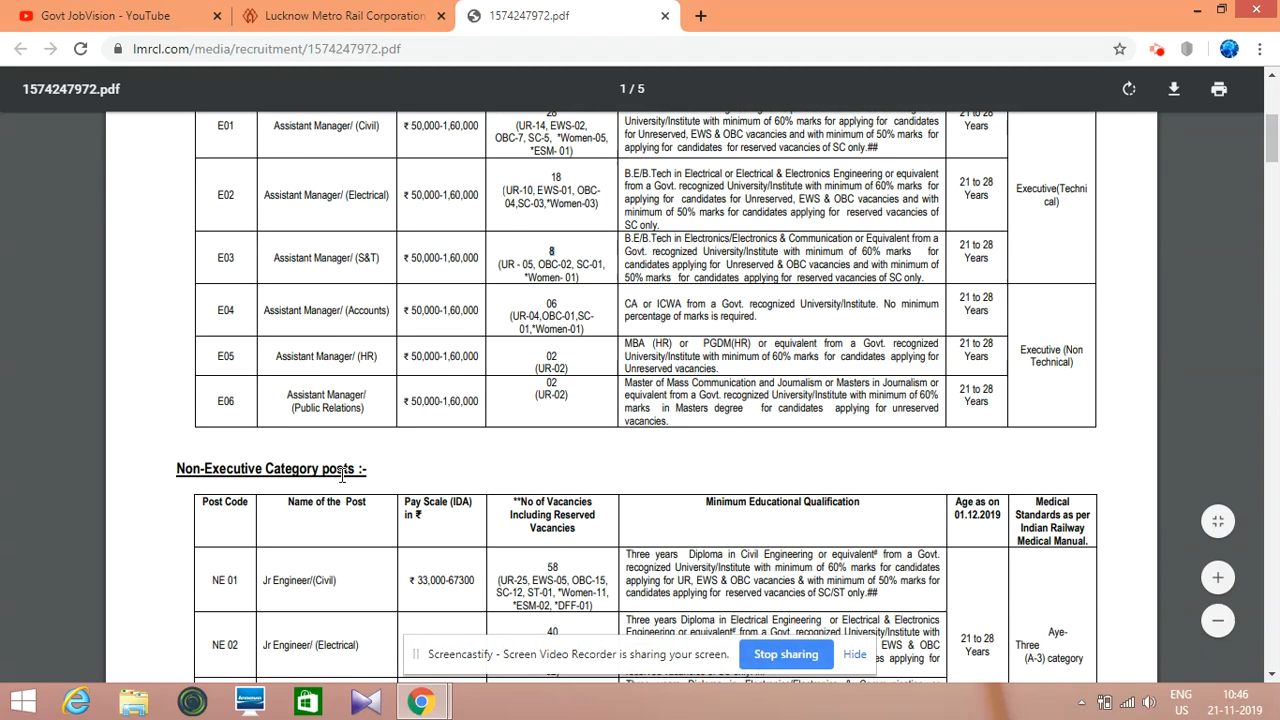 Govt JobVision - YouTube
Lucknow Metro Rail Corporation
1574247972.pdf
lmrcl.com/media/recruitment/1574247972.pdf
1574247972.pdf
1 / 5
E01
Assistant Manager/ (Civil)
₹ 50,000-1,60,000
28
(UR-14, EWS-02,
OBC-7, SC-5, *Women-05,
*ESM- 01)
University/Institute with minimum of 60% marks for applying for candidates
for Unreserved, EWS & OBC vacancies and with minimum of 50% marks for
applying for candidates for reserved vacancies of SC only.##
21 to 28
Years
E02
Assistant Manager/ (Electrical)
₹ 50,000-1,60,000
18
(UR-10, EWS-01, OBC-
04,SC-03,*Women-03)
B.E/B.Tech in Electrical or Electrical & Electronics Engineering or equivalent
from a Govt. recognized University/Institute with minimum of 60% marks for
applying for candidates for Unreserved, EWS & OBC vacancies and with
minimum of 50% marks for candidates applying for reserved vacancies of
SC only.
21 to 28
Years
Executive(Techni
cal)
E03
Assistant Manager/ (S&T)
₹ 50,000-1,60,000
8
(UR - 05, OBC-02, SC-01,
*Women- 01)
B.E/B.Tech in Electronics/Electronics & Communication or Equivalent from a
Govt. recognized University/Institute with minimum of 60% marks for
candidates applying for Unreserved & OBC vacancies and with minimum of
50% marks for candidates applying for reserved vacancies of SC only.
21 to 28
Years
E04
Assistant Manager/ (Accounts)
₹ 50,000-1,60,000
06
(UR-04,OBC-01,SC-
01,*Women-01)
CA or ICWA from a Govt. recognized University/Institute. No minimum
percentage of marks is required.
21 to 28
Years
E05
Assistant Manager/ (HR)
₹ 50,000-1,60,000
02
(UR-02)
MBA (HR) or PGDM(HR) or equivalent from a Govt. recognized
University/Institute with minimum of 60% marks for candidates applying for
Unreserved vacancies.
21 to 28
Years
Executive (Non
Technical)
E06
Assistant Manager/
(Public Relations)
₹ 50,000-1,60,000
02
(UR-02)
Master of Mass Communication and Journalism or Masters in Journalism or
equivalent from a Govt. recognized University/Institute with minimum of 60%
marks in Masters degree for candidates applying for unreserved
vacancies.
21 to 28
Years
Non-Executive Category posts :-
Post Code
Name of the Post
Pay Scale (IDA)
in ₹
**No of Vacancies
Including Reserved
Vacancies
Minimum Educational Qualification
Age as on
01.12.2019
Medical
Standards as per
Indian Railway
Medical Manual.
NE 01
Jr Engineer/(Civil)
₹ 33,000-67300
58
(UR-25, EWS-05, OBC-15,
SC-12, ST-01, *Women-11,
*ESM-02, *DFF-01)
Three years Diploma in Civil Engineering or equivalent# from a Govt.
recognized University/Institute with minimum of 60% marks for candidates
applying for UR, EWS & OBC vacancies & with minimum of 50% marks for
candidates applying for reserved vacancies of SC/ST only.##
NE 02
Jr Engineer/ (Electrical)
40
Three years Diploma in Electrical Engineering or Electrical & Electronics
Engineering or equivalent# from a Govt. recognized University/Institute with
EWS & OBC
applying for
21 to 28
Years
Aye-
Three
(A-3) category
Screencastify - Screen Video Recorder is sharing your screen.
Stop sharing
Hide
lenovo
ENG
US
10:46
21-11-2019